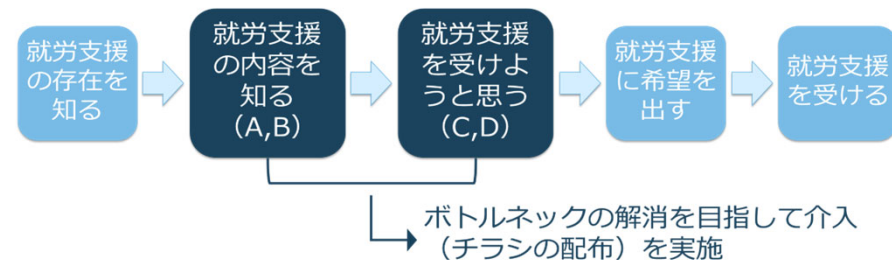 就労支援
の存在を
知る
就労支援
の内容を
知る
（A,B）
就労支援
を受けよ
うと思う
（C,D）
就労支援
に希望を
出す
就労支援
を受ける
ボトルネックの解消を目指して介入
（チラシの配布）を実施